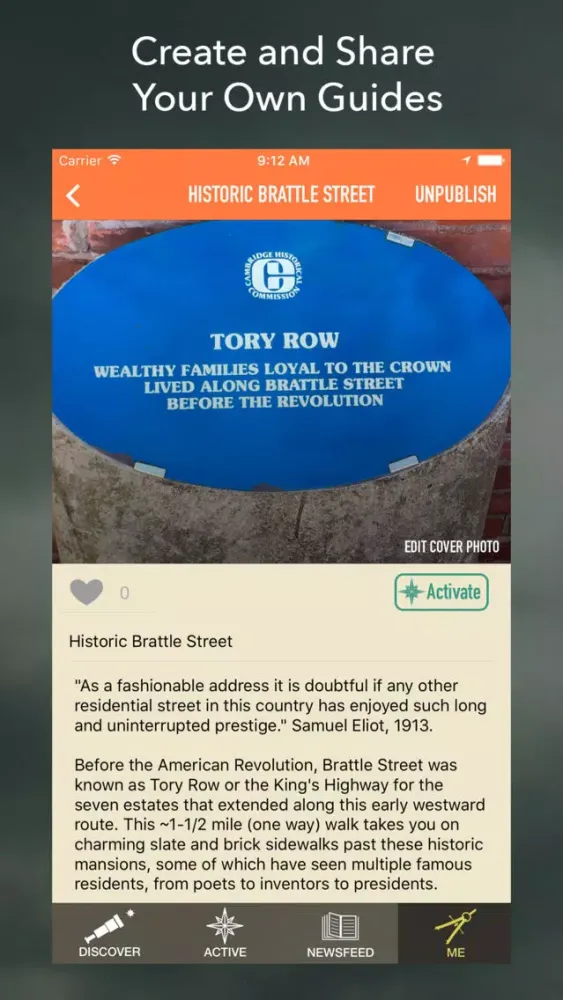 Create and Share
Your Own Guides
Carrier
9:12 AM
HISTORIC BRATTLE STREET
UNPUBLISH
CAMBRIDGE HISTORICAL
COMMISSION
TORY ROW
WEALTHY FAMILIES LOYAL TO THE CROWN
LIVED ALONG BRATTLE STREET
BEFORE THE REVOLUTION
EDIT COVER PHOTO
0
Activate
Historic Brattle Street
"As a fashionable address it is doubtful if any other
residential street in this country has enjoyed such long
and uninterrupted prestige." Samuel Eliot, 1913.
Before the American Revolution, Brattle Street was
known as Tory Row or the King's Highway for the
seven estates that extended along this early westward
route. This ~1-1/2 mile (one way) walk takes you on
charming slate and brick sidewalks past these historic
mansions, some of which have seen multiple famous
residents, from poets to inventors to presidents.
DISCOVER
ACTIVE
NEWSFEED
ME